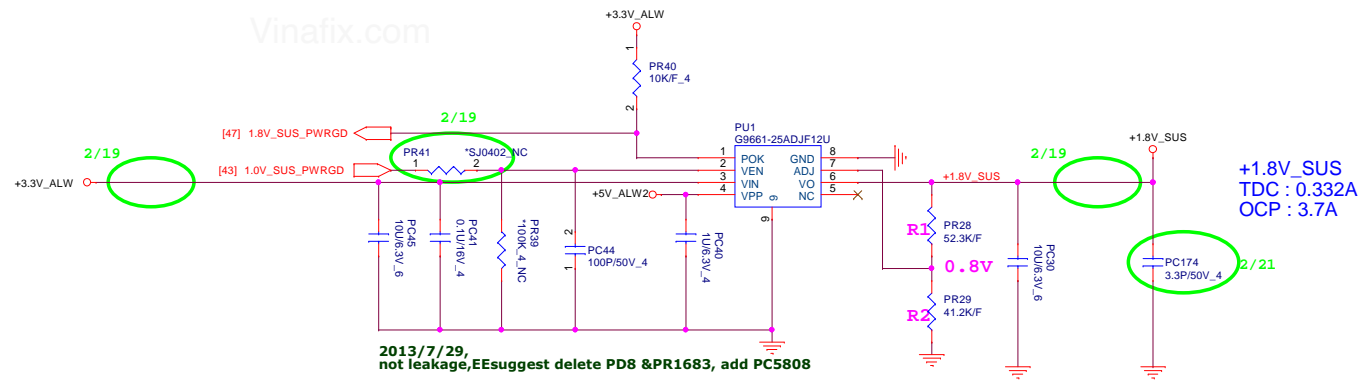 Vinafix.com
+3.3V_ALW
1
PR40
10K/F_4
2
2/19
[47] 1.8V_SUS_PWRGD
PU1
G9661-25ADJF12U
PR41
*SJ0402_NC
1
2
[43] 1.0V_SUS_PWRGD
2/19
+3.3V_ALW
1 POK GND 8
2 VEN ADJ 7
3 VIN VO 6
4 VPP NC 5
9
9
+5V_ALW2
+1.8V_SUS
2/19
+1.8V_SUS
+1.8V_SUS
TDC : 0.332A
OCP : 3.7A
PC45
10U/6.3V_6
PC41
0.1U/16V_4
PR39
*100K_4_NC
2
PC44
100P/50V_4
1
PC40
1U/6.3V_4
R1
PR28
52.3K/F
0.8V
R2
PR29
41.2K/F
PC30
10U/6.3V_6
PC174
3.3P/50V_4
2/21
2013/7/29,
not leakage,EEsuggest delete PD8 &PR1683, add PC5808